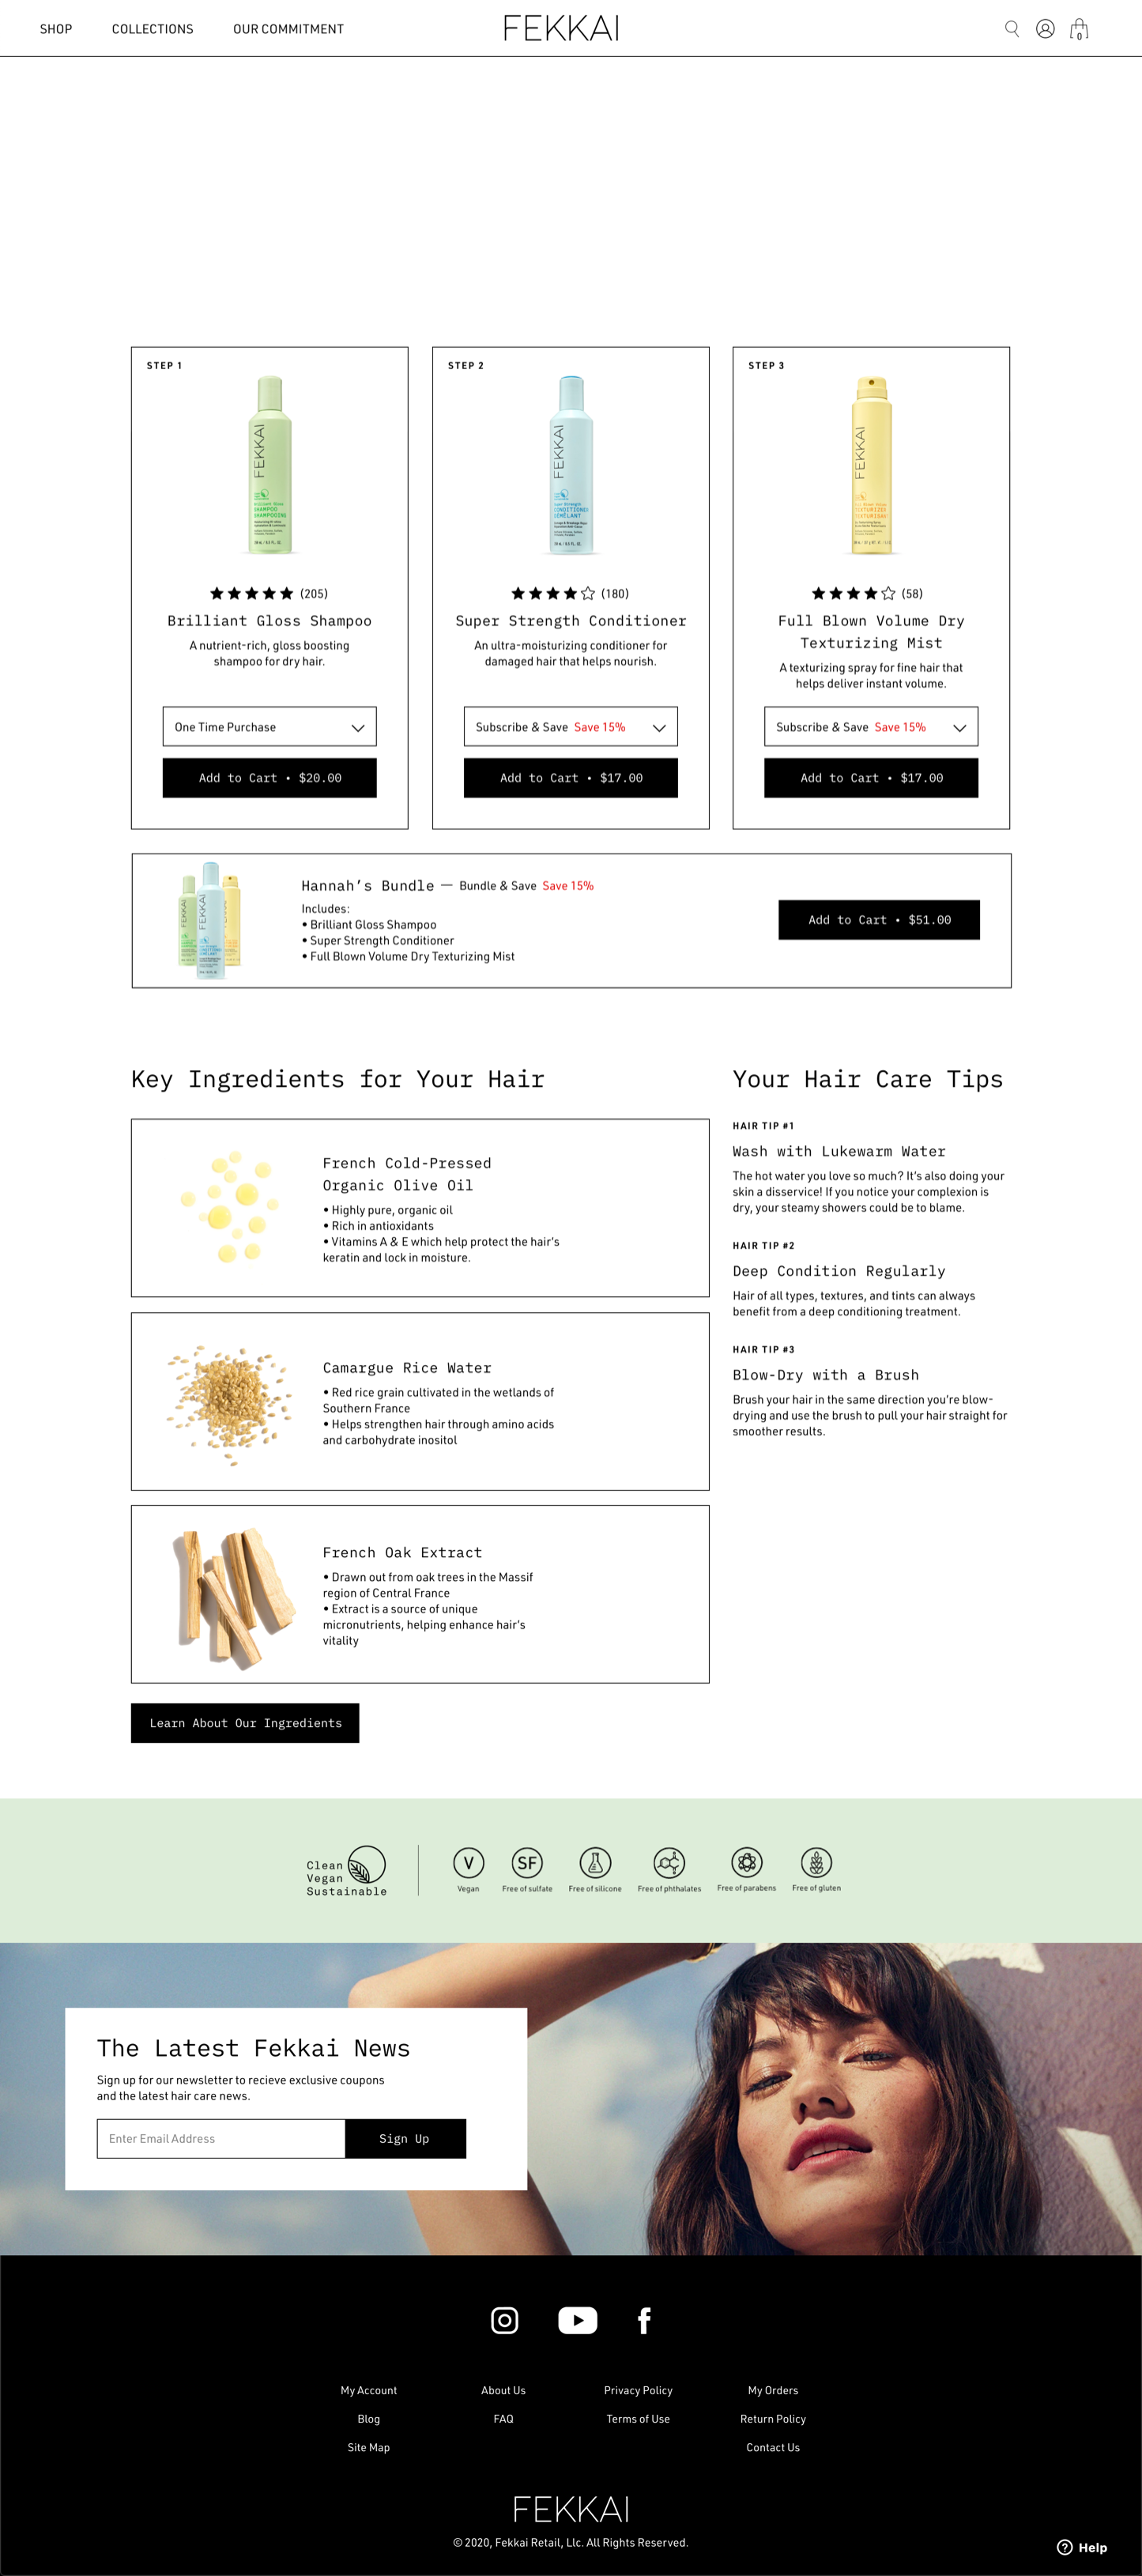 SHOP
COLLECTIONS
OUR COMMITMENT
FEKKAI
0
STEP 1
FEKKAI
SHAMPOO
SHAMPOOING
(205)
Brilliant Gloss Shampoo
A nutrient-rich, gloss boosting
shampoo for dry hair.
One Time Purchase
Add to Cart • $20.00
STEP 2
FEKKAI
CONDITIONER
DÉMÊLANT
(180)
Super Strength Conditioner
An ultra-moisturizing conditioner for
damaged hair that helps nourish.
Subscribe & Save Save 15%
Add to Cart • $17.00
STEP 3
FEKKAI
(58)
Full Blown Volume Dry
Texturizing Mist
A texturizing spray for fine hair that
helps deliver instant volume.
Subscribe & Save Save 15%
Add to Cart • $17.00
FEKKAI
FEKKAI
FEKKAI
Hannah’s Bundle — Bundle & Save Save 15%
Includes:
• Brilliant Gloss Shampoo
• Super Strength Conditioner
• Full Blown Volume Dry Texturizing Mist
Add to Cart • $51.00
Key Ingredients for Your Hair
French Cold-Pressed
Organic Olive Oil
• Highly pure, organic oil
• Rich in antioxidants
• Vitamins A & E which help protect the hair’s
keratin and lock in moisture.
Camargue Rice Water
• Red rice grain cultivated in the wetlands of
Southern France
• Helps strengthen hair through amino acids
and carbohydrate inositol
French Oak Extract
• Drawn out from oak trees in the Massif
region of Central France
• Extract is a source of unique
micronutrients, helping enhance hair’s
vitality
Learn About Our Ingredients
Your Hair Care Tips
HAIR TIP #1
Wash with Lukewarm Water
The hot water you love so much? It’s also doing your
skin a disservice! If you notice your complexion is
dry, your steamy showers could be to blame.
HAIR TIP #2
Deep Condition Regularly
Hair of all types, textures, and tints can always
benefit from a deep conditioning treatment.
HAIR TIP #3
Blow-Dry with a Brush
Brush your hair in the same direction you’re blow-
drying and use the brush to pull your hair straight for
smoother results.
Clean
Vegan
Sustainable
V
Vegan
SF
Free of sulfate
Free of silicone
Free of phthalates
Free of parabens
Free of gluten
The Latest Fekkai News
Sign up for our newsletter to recieve exclusive coupons
and the latest hair care news.
Enter Email Address
Sign Up
My Account
About Us
Privacy Policy
My Orders
Blog
FAQ
Terms of Use
Return Policy
Site Map
Contact Us
FEKKAI
© 2020, Fekkai Retail, Llc. All Rights Reserved.
Help